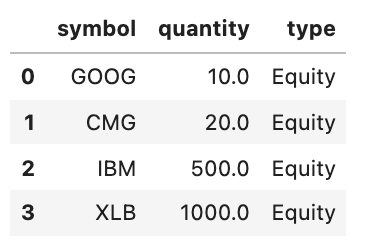 symbol quantity type
0 GOOG 10.0 Equity
1 CMG 20.0 Equity
2 IBM 500.0 Equity
3 XLB 1000.0 Equity